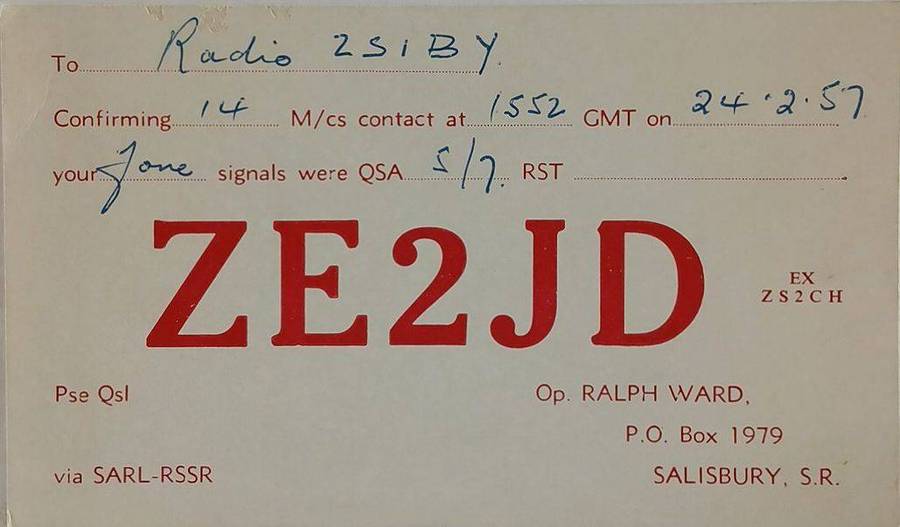 To Radio ZS1BY
Confirming 14 M/cs contact at 1552 GMT on 24.2.57
your fone signals were QSA 5/7. RST
ZE2JD
EX
ZS2CH
Pse Qsl
Op. RALPH WARD,
P.O. Box 1979
via SARL-RSSR
SALISBURY, S.R.